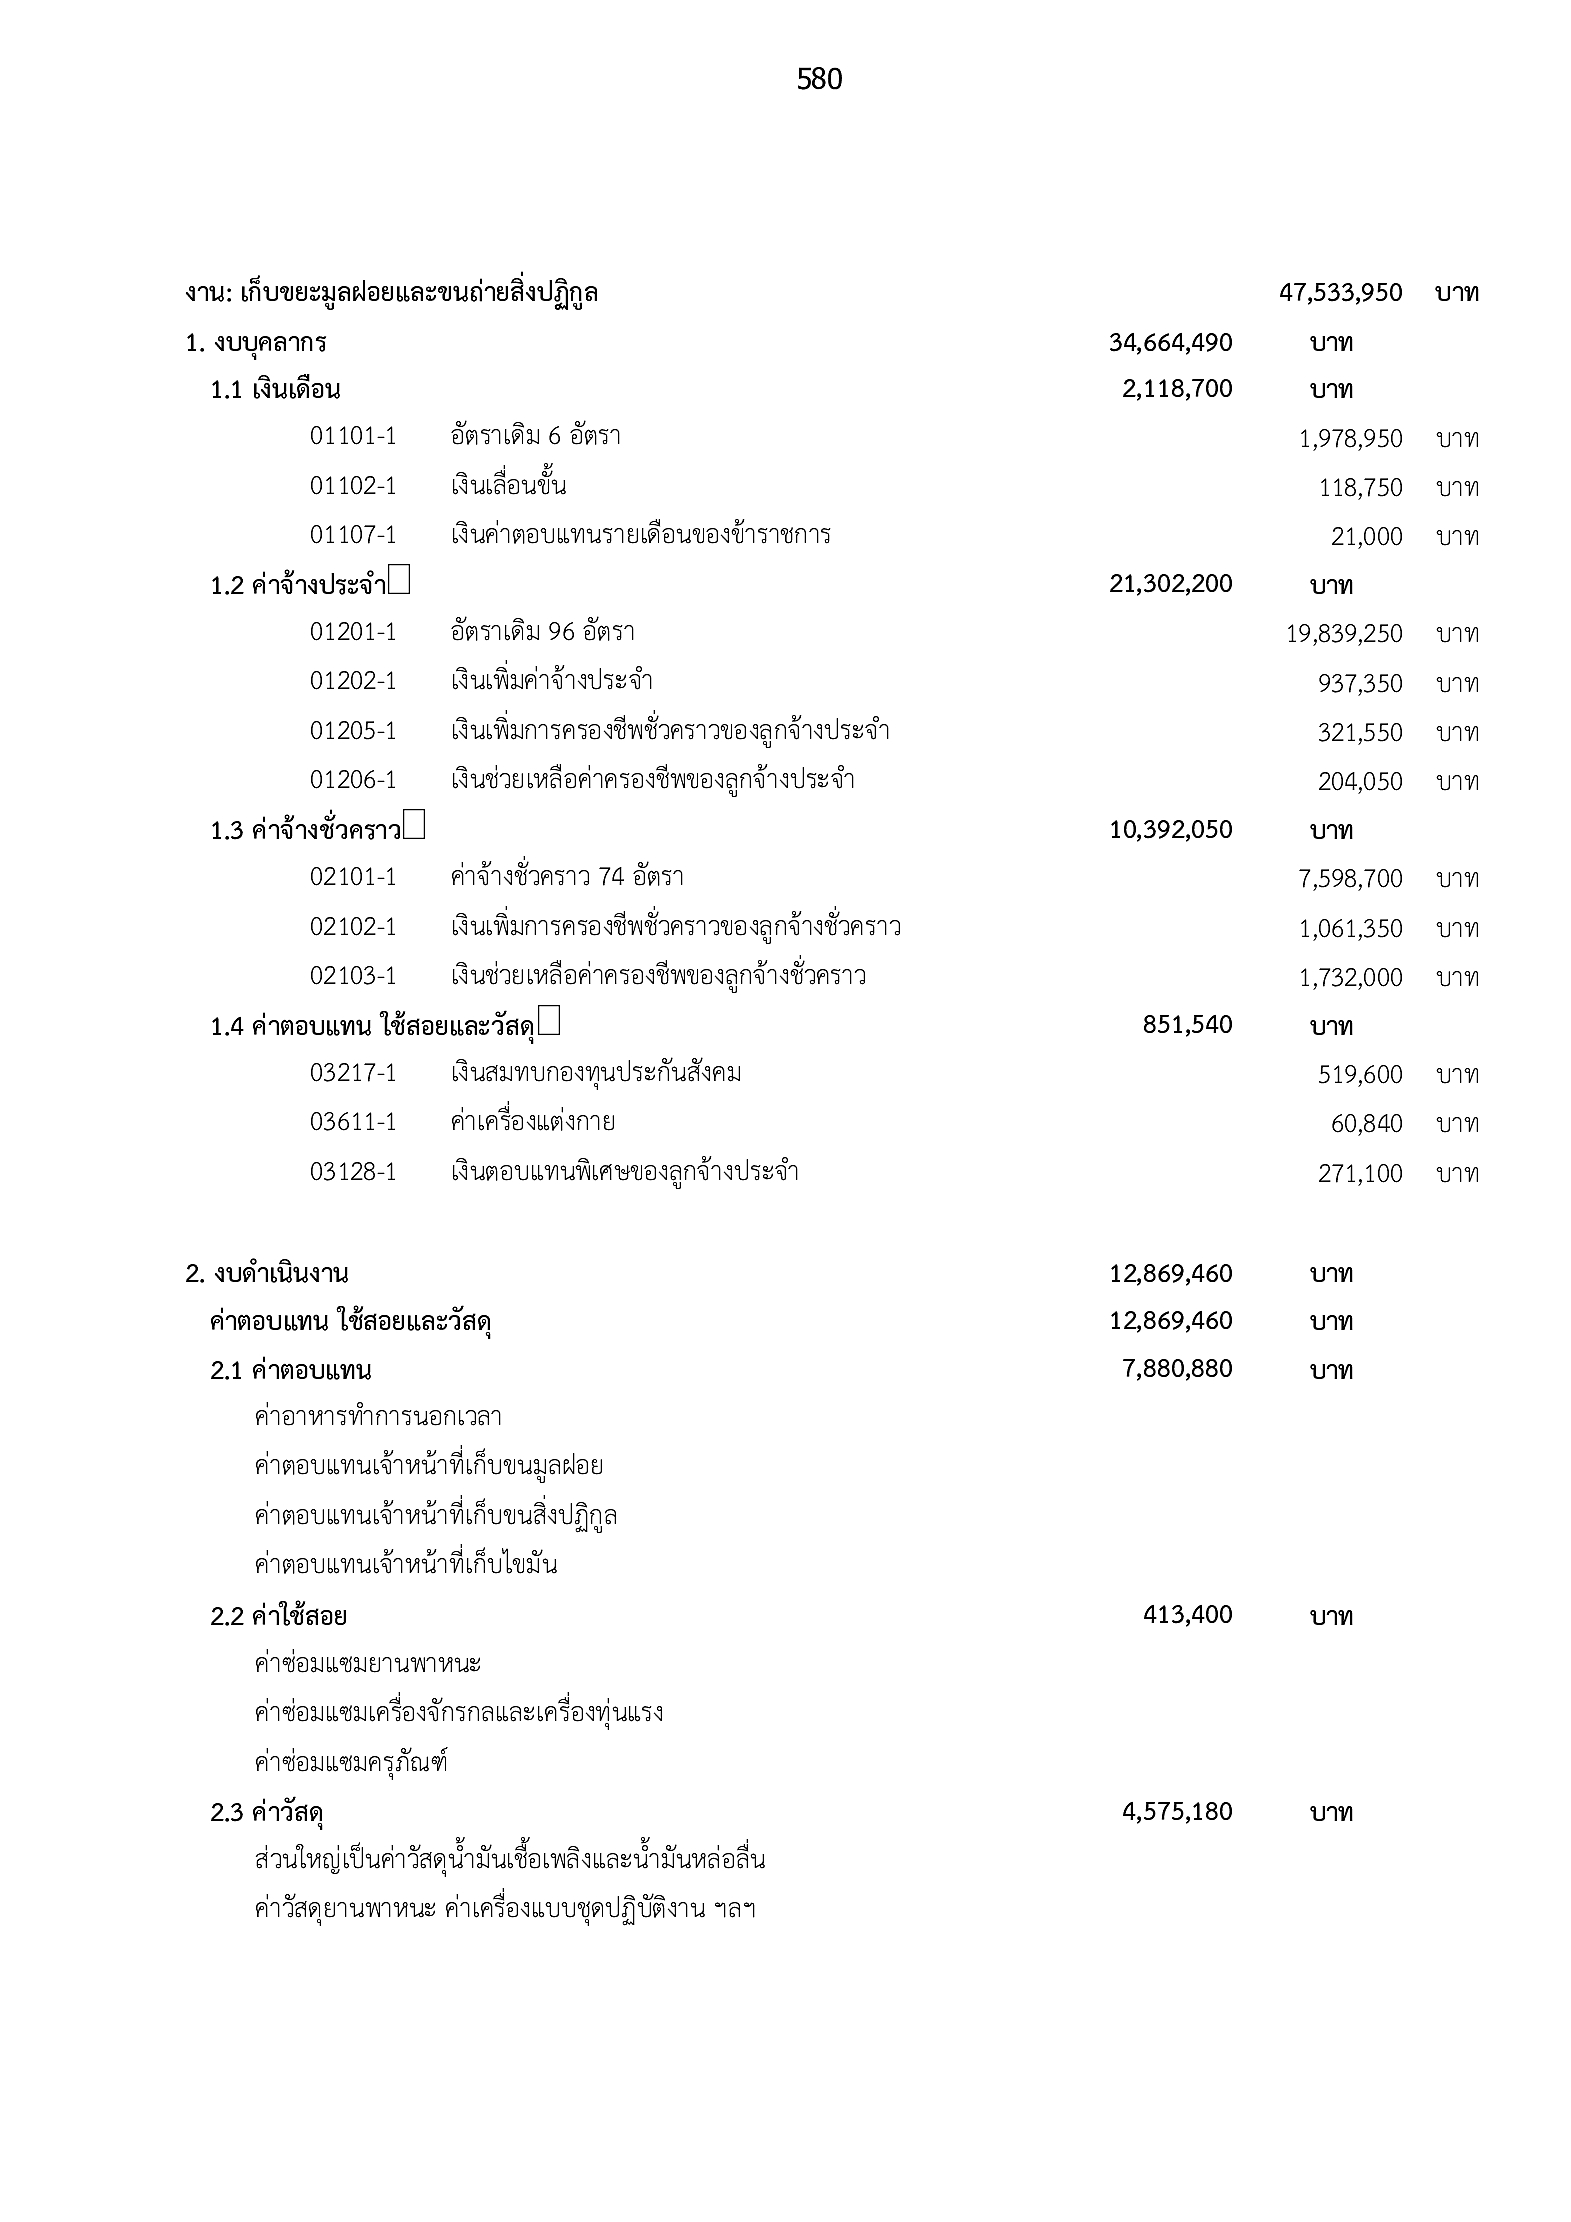 580
งาน: เก็บขยะมูลฝอยและขนถ่ายสิ่งปฏิกูล 47,533,950 บาท
1. งบบุคลากร 34,664,490 บาท
1.1 เงินเดือน 2,118,700 บาท
01101-1 อัตราเดิม 6 อัตรา 1,978,950 บาท
01102-1 เงินเลื่อนขั้น 118,750 บาท
01107-1 เงินค่าตอบแทนรายเดือนของข้าราชการ 21,000 บาท
1.2 ค่าจ้างประจำ 21,302,200 บาท
01201-1 อัตราเดิม 96 อัตรา 19,839,250 บาท
01202-1 เงินเพิ่มค่าจ้างประจำ 937,350 บาท
01205-1 เงินเพิ่มการครองชีพชั่วคราวของลูกจ้างประจำ 321,550 บาท
01206-1 เงินช่วยเหลือค่าครองชีพของลูกจ้างประจำ 204,050 บาท
1.3 ค่าจ้างชั่วคราว 10,392,050 บาท
02101-1 ค่าจ้างชั่วคราว 74 อัตรา 7,598,700 บาท
02102-1 เงินเพิ่มการครองชีพชั่วคราวของลูกจ้างชั่วคราว 1,061,350 บาท
02103-1 เงินช่วยเหลือค่าครองชีพของลูกจ้างชั่วคราว 1,732,000 บาท
1.4 ค่าตอบแทน ใช้สอยและวัสดุ 851,540 บาท
03217-1 เงินสมทบกองทุนประกันสังคม 519,600 บาท
03611-1 ค่าเครื่องแต่งกาย 60,840 บาท
03128-1 เงินตอบแทนพิเศษของลูกจ้างประจำ 271,100 บาท
2. งบดำเนินงาน 12,869,460 บาท
ค่าตอบแทน ใช้สอยและวัสดุ 12,869,460 บาท
2.1 ค่าตอบแทน 7,880,880 บาท
ค่าอาหารทำการนอกเวลา
ค่าตอบแทนเจ้าหน้าที่เก็บขนมูลฝอย
ค่าตอบแทนเจ้าหน้าที่เก็บขนสิ่งปฏิกูล
ค่าตอบแทนเจ้าหน้าที่เก็บไขมัน
2.2 ค่าใช้สอย 413,400 บาท
ค่าซ่อมแซมยานพาหนะ
ค่าซ่อมแซมเครื่องจักรกลและเครื่องทุ่นแรง
ค่าซ่อมแซมครุภัณฑ์
2.3 ค่าวัสดุ 4,575,180 บาท
ส่วนใหญ่เป็นค่าวัสดุน้ำมันเชื้อเพลิงและน้ำมันหล่อลื่น
ค่าวัสดุยานพาหนะ ค่าเครื่องแบบชุดปฏิบัติงาน ฯลฯ